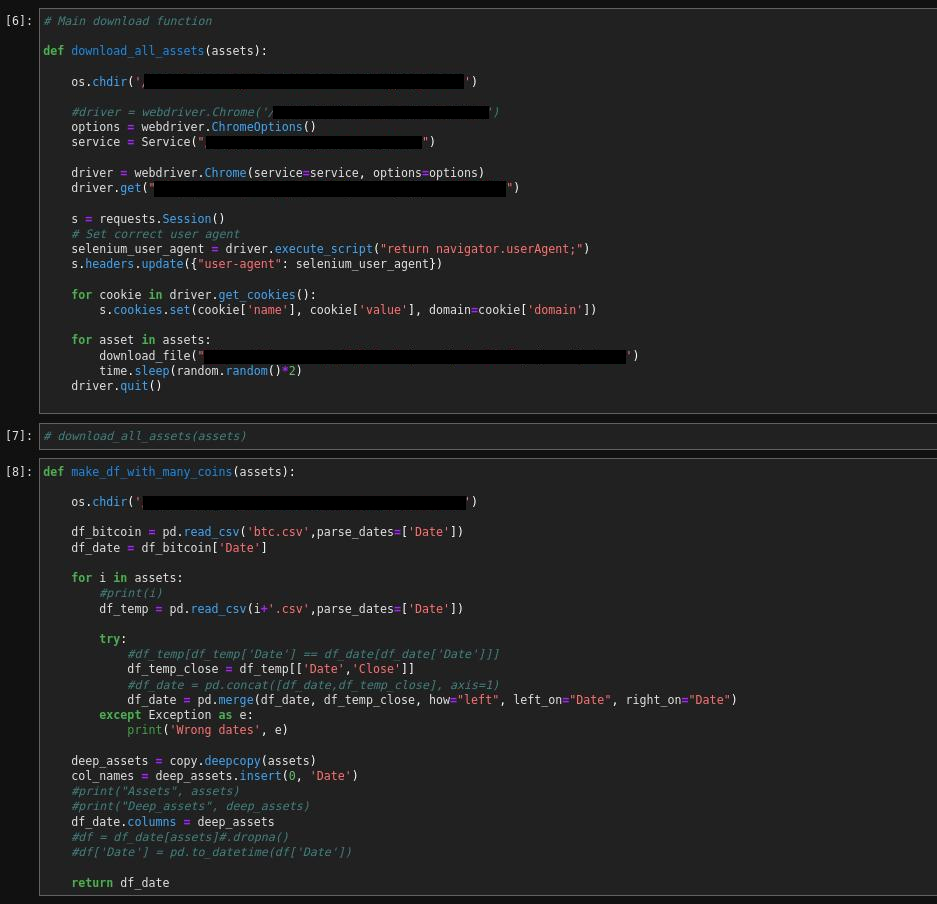 [6]: # Main download function
def download_all_assets(assets):
os.chdir('/ ')
#driver = webdriver.Chrome('/ ')
options = webdriver.ChromeOptions()
service = Service(" ")
driver = webdriver.Chrome(service=service, options=options)
driver.get(" ")
s = requests.Session()
# Set correct user agent
selenium_user_agent = driver.execute_script("return navigator.userAgent;")
s.headers.update({"user-agent": selenium_user_agent})
for cookie in driver.get_cookies():
s.cookies.set(cookie['name'], cookie['value'], domain=cookie['domain'])
for asset in assets:
download_file(" ')
time.sleep(random.random()*2)
driver.quit()
[7]: # download_all_assets(assets)
[8]: def make_df_with_many_coins(assets):
os.chdir(' ')
df_bitcoin = pd.read_csv('btc.csv',parse_dates=['Date'])
df_date = df_bitcoin['Date']
for i in assets:
#print(i)
df_temp = pd.read_csv(i+'.csv',parse_dates=['Date'])
try:
#df_temp[df_temp['Date'] == df_date[df_date['Date']]]
df_temp_close = df_temp[['Date','Close']]
#df_date = pd.concat([df_date,df_temp_close], axis=1)
df_date = pd.merge(df_date, df_temp_close, how="left", left_on="Date", right_on="Date")
except Exception as e:
print('Wrong dates', e)
deep_assets = copy.deepcopy(assets)
col_names = deep_assets.insert(0, 'Date')
#print("Assets", assets)
#print("Deep_assets", deep_assets)
df_date.columns = deep_assets
#df = df_date[assets]#.dropna()
#df['Date'] = pd.to_datetime(df['Date'])
return df_date